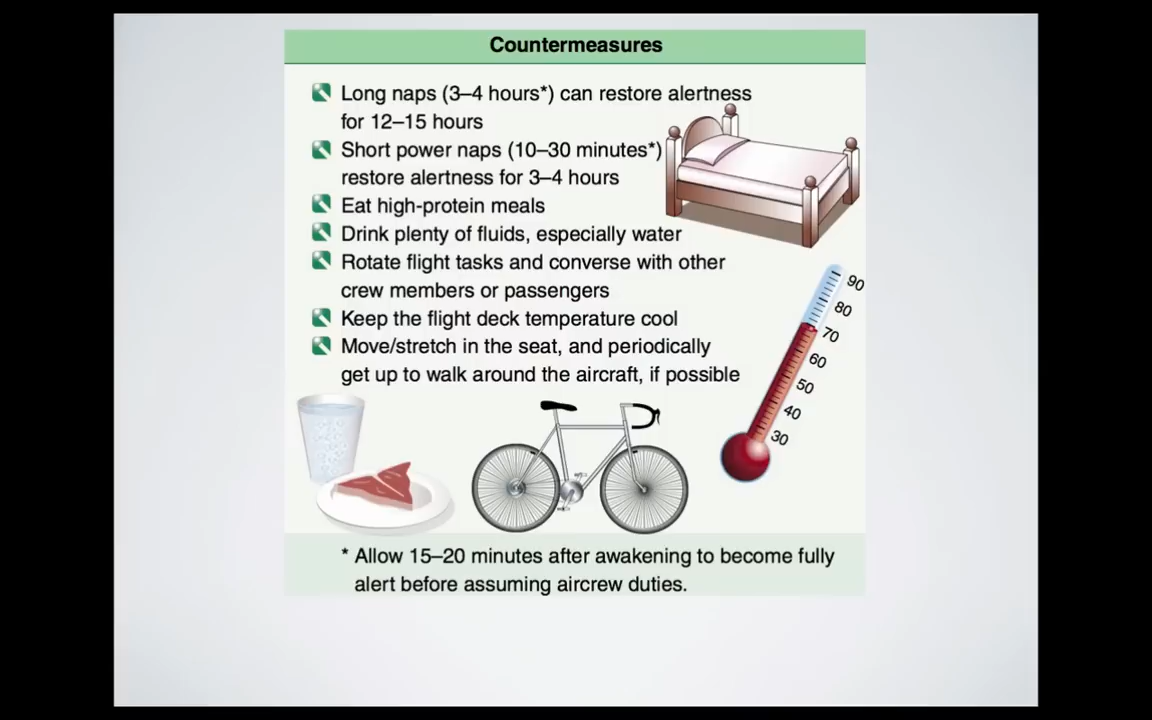 Countermeasures
Long naps (3–4 hours*) can restore alertness
for 12–15 hours
Short power naps (10–30 minutes*)
restore alertness for 3–4 hours
Eat high-protein meals
Drink plenty of fluids, especially water
Rotate flight tasks and converse with other
crew members or passengers
Keep the flight deck temperature cool
Move/stretch in the seat, and periodically
get up to walk around the aircraft, if possible
90
80
70
60
50
40
30
* Allow 15–20 minutes after awakening to become fully
alert before assuming aircrew duties.